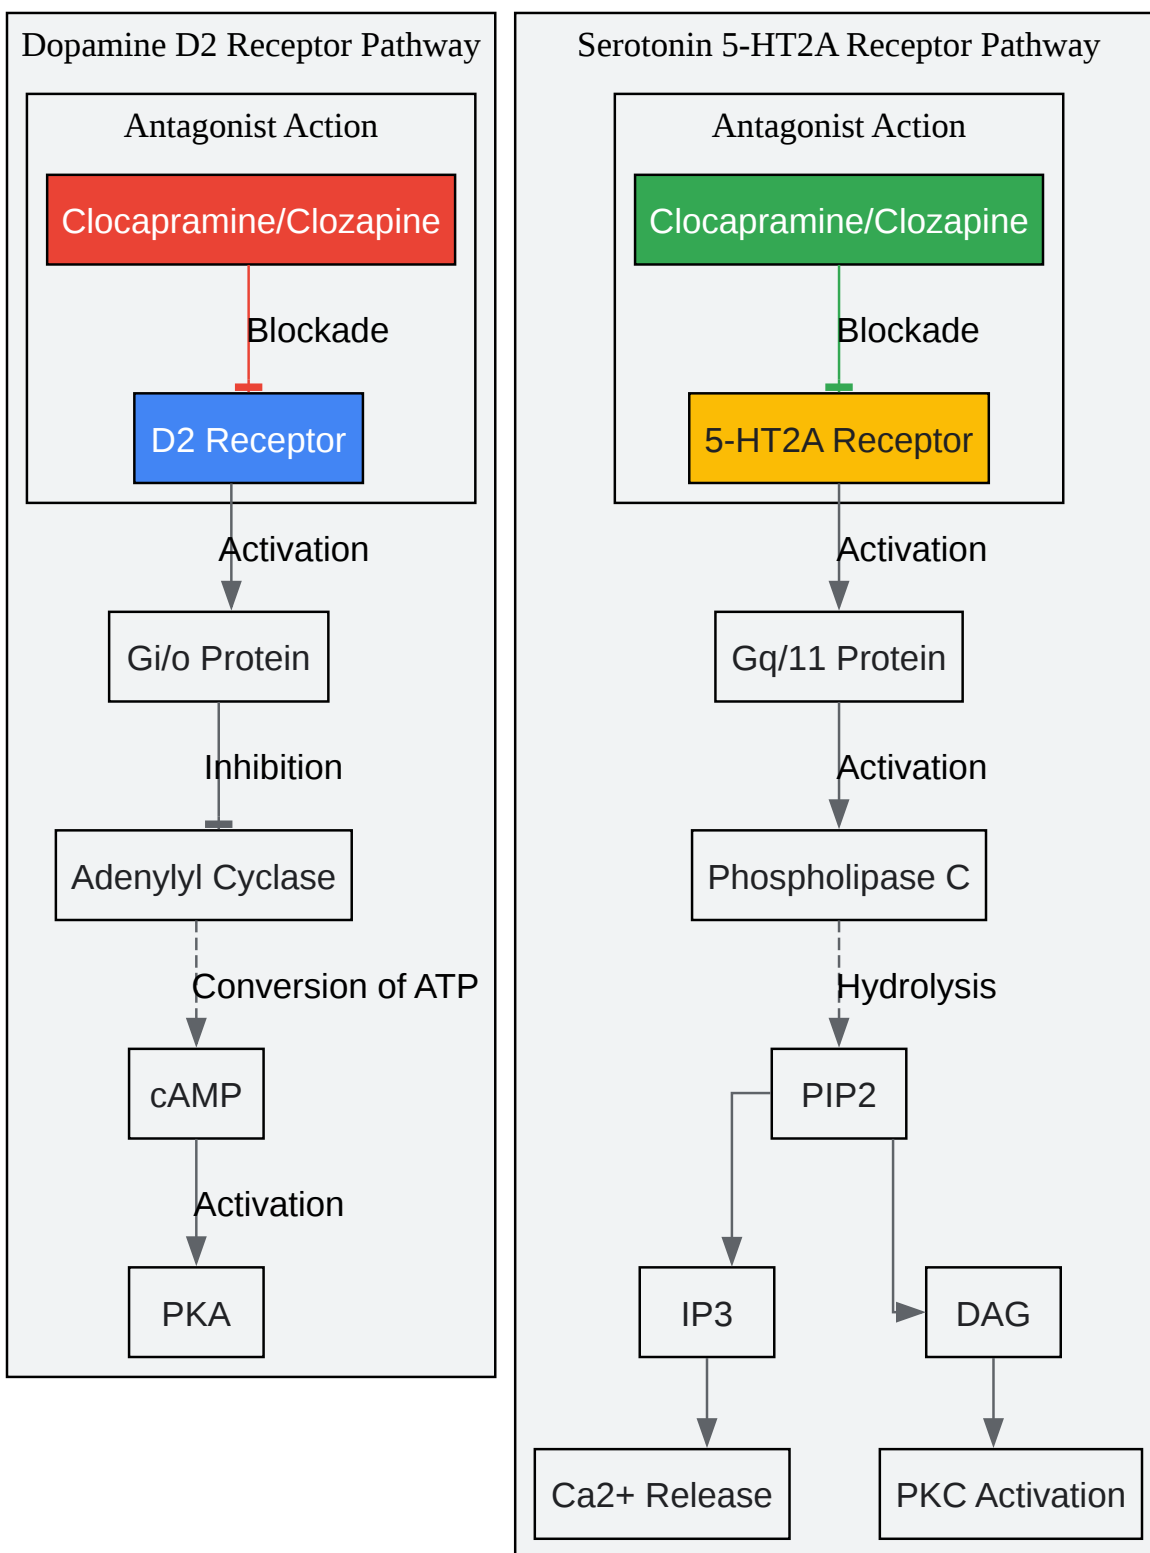 Dopamine D2 Receptor Pathway
Antagonist Action
Clocapramine/Clozapine
Blockade
D2 Receptor
Activation
Gi/o Protein
Inhibition
Adenylyl Cyclase
Conversion of ATP
cAMP
Activation
PKA
Serotonin 5-HT2A Receptor Pathway
Antagonist Action
Clocapramine/Clozapine
Blockade
5-HT2A Receptor
Activation
Gq/11 Protein
Activation
Phospholipase C
Hydrolysis
PIP2
IP3
DAG
Ca2+ Release
PKC Activation